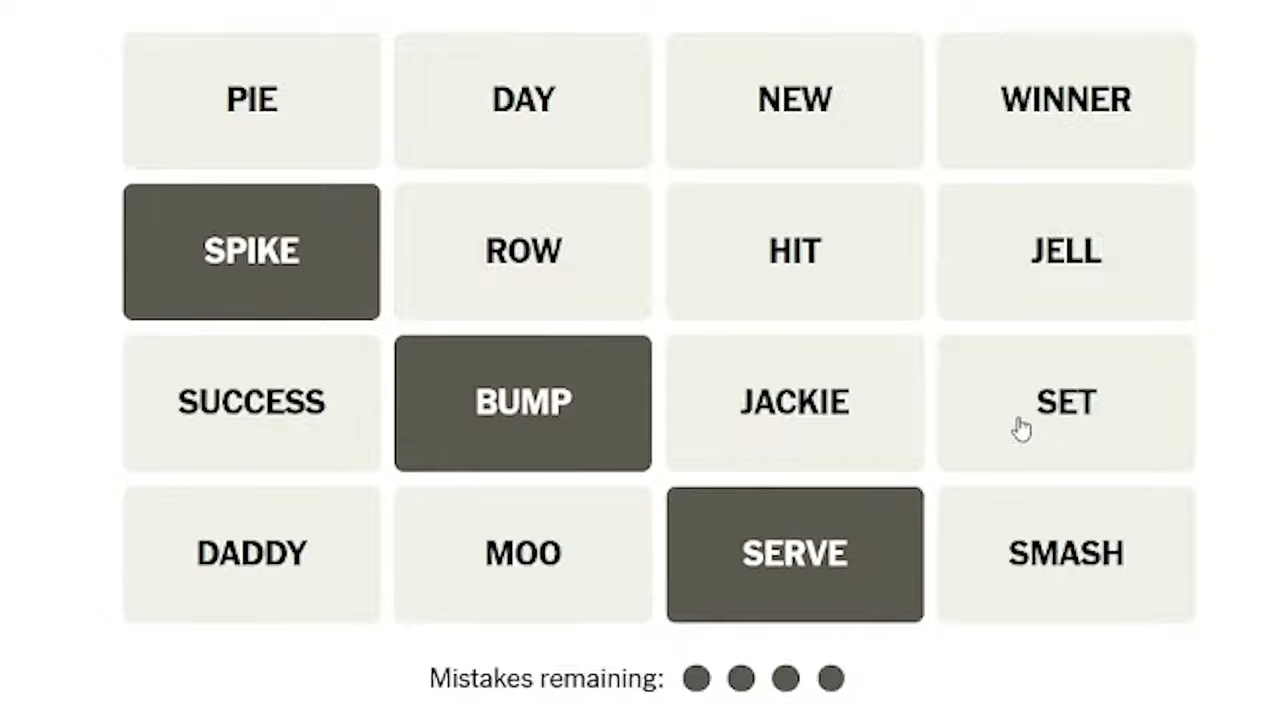 PIE DAY NEW WINNER
SPIKE ROW HIT JELL
SUCCESS BUMP JACKIE SET
DADDY MOO SERVE SMASH
Mistakes remaining: